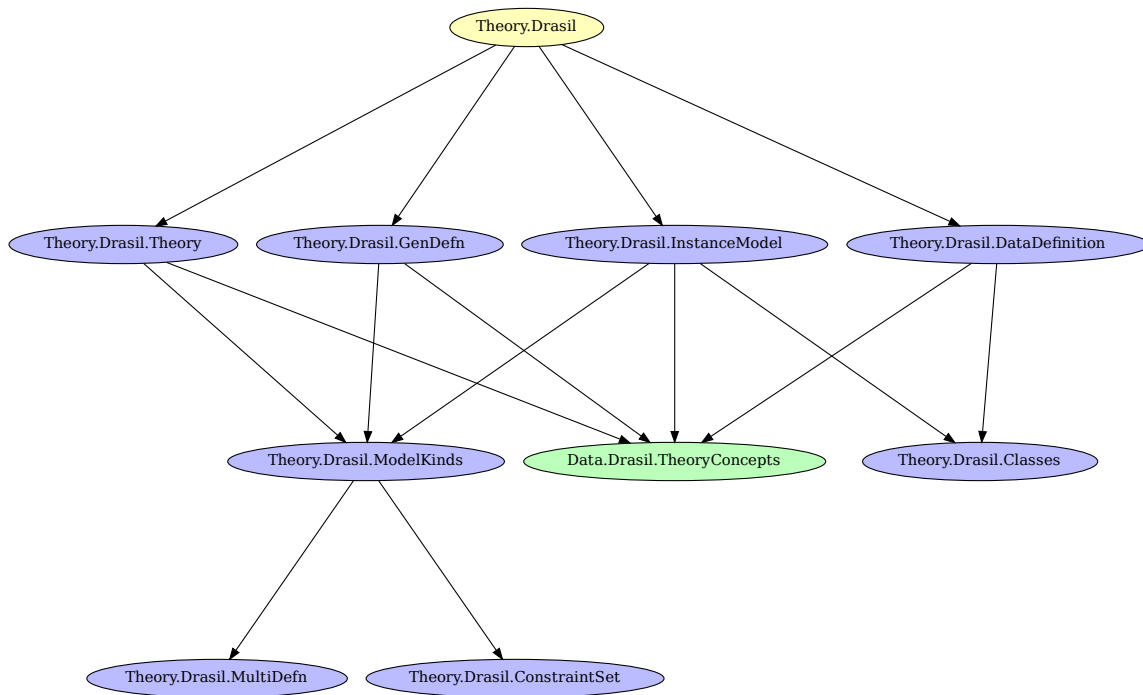 Theory.Drasil
Theory.Drasil.Theory
Theory.Drasil.GenDefn
Theory.Drasil.InstanceModel
Theory.Drasil.DataDefinition
Theory.Drasil.ModelKinds
Data.Drasil.TheoryConcepts
Theory.Drasil.Classes
Theory.Drasil.MultiDefn
Theory.Drasil.ConstraintSet